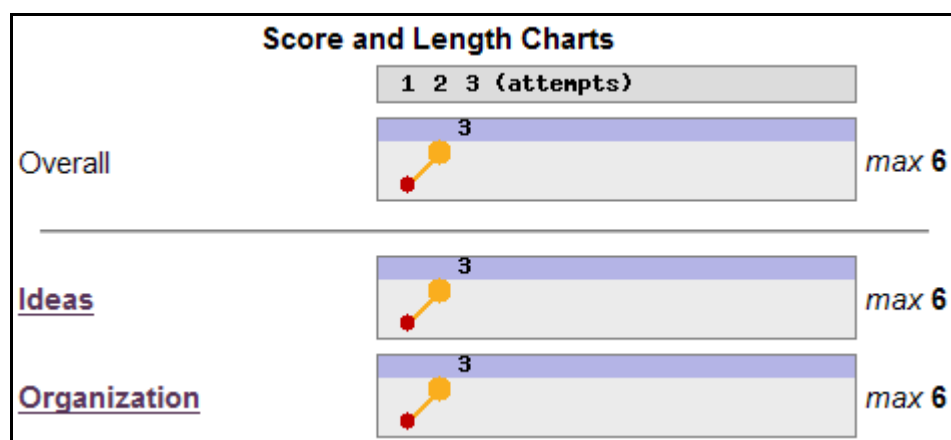 Score and Length Charts
1 2 3 (attempts)
3
Overall max 6
3
Ideas max 6
3
Organization max 6